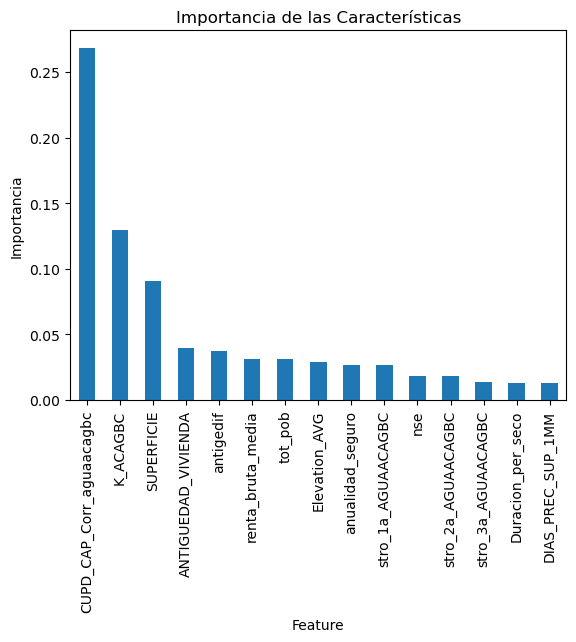 Importancia de las Características
Importancia
0.25
0.20
0.15
0.10
0.05
0.00
CUPD_CAP_Corr_aguaacagbc
K_ACAGBC
SUPERFICIE
ANTIGUEDAD_VIVIENDA
antigedif
renta_bruta_media
tot_pob
Elevation_AVG
anualidad_seguro
stro_1a_AGUAACAGBC
nse
stro_2a_AGUAACAGBC
stro_3a_AGUAACAGBC
Duracion_per_seco
DIAS_PREC_SUP_1MM
Feature